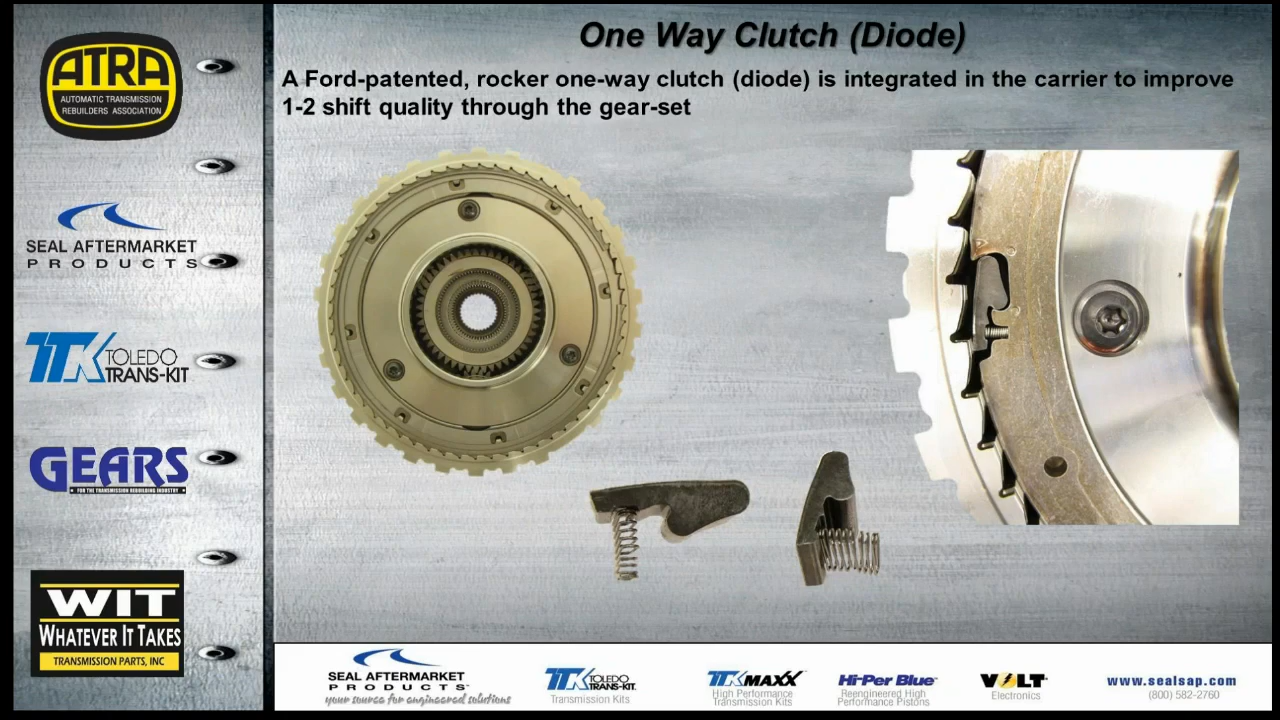 One Way Clutch (Diode)
A Ford-patented, rocker one-way clutch (diode) is integrated in the carrier to improve
1-2 shift quality through the gear-set
ATRA
AUTOMATIC TRANSMISSION
REBUILDERS ASSOCIATION
SEAL AFTERMARKET
PRODUCTS
TTK TOLEDO
TRANS-KIT
GEARS
FOR THE TRANSMISSION REBUILDING INDUSTRY
WIT
WHATEVER IT TAKES
TRANSMISSION PARTS, INC
SEAL AFTERMARKET
PRODUCTS
your source for engineered solutions
TTK TOLEDO
TRANS-KIT
Transmission Kits
TTKMAXX
High Performance
Transmission Kits
Hi-Per Blue
Reengineered High
Performance Pistons
VOLT
Electronics
www.sealsap.com
(800) 582-2760